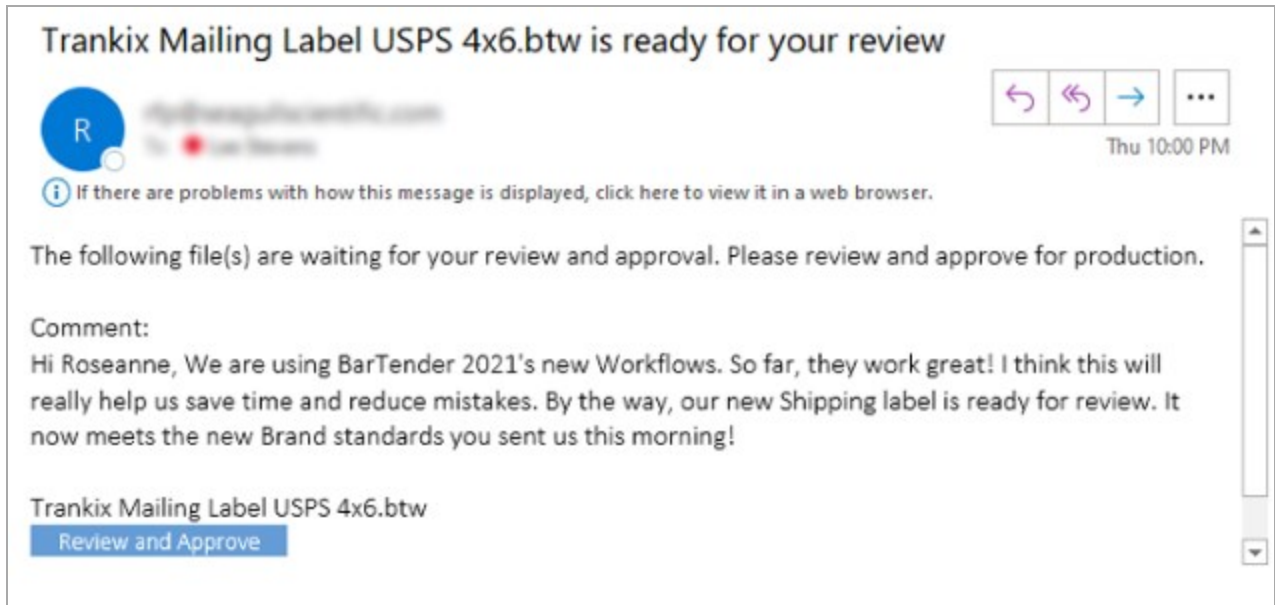 Trankix Mailing Label USPS 4x6.btw is ready for your review
R
Thu 10:00 PM
If there are problems with how this message is displayed, click here to view it in a web browser.
The following file(s) are waiting for your review and approval. Please review and approve for production.
Comment:
Hi Roseanne, We are using BarTender 2021's new Workflows. So far, they work great! I think this will
really help us save time and reduce mistakes. By the way, our new Shipping label is ready for review. It
now meets the new Brand standards you sent us this morning!
Trankix Mailing Label USPS 4x6.btw
Review and Approve